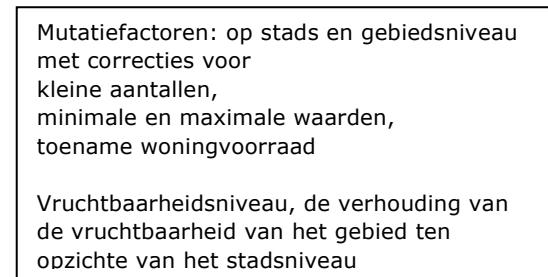 Mutatiefactoren: op stads en gebiedsniveau
met correcties voor
kleine aantallen,
minimale en maximale waarden,
toename woningvoorraad
Vruchtbaarheidsniveau, de verhouding van
de vruchtbaarheid van het gebied ten
opzichte van het stadsniveau